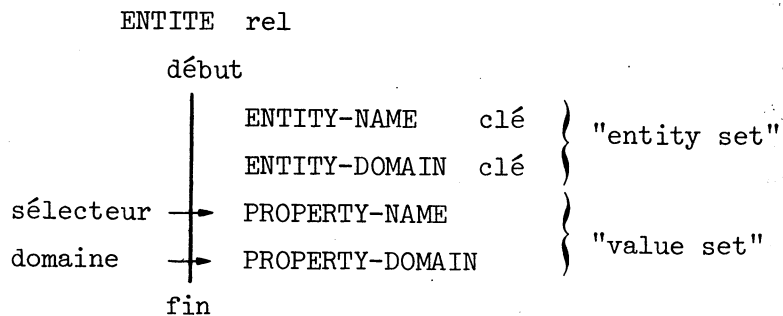 ENTITE rel
début
ENTITY-NAME clé
"entity set"
ENTITY-DOMAIN clé
sélecteur PROPERTY-NAME
"value set"
domaine PROPERTY-DOMAIN
fin